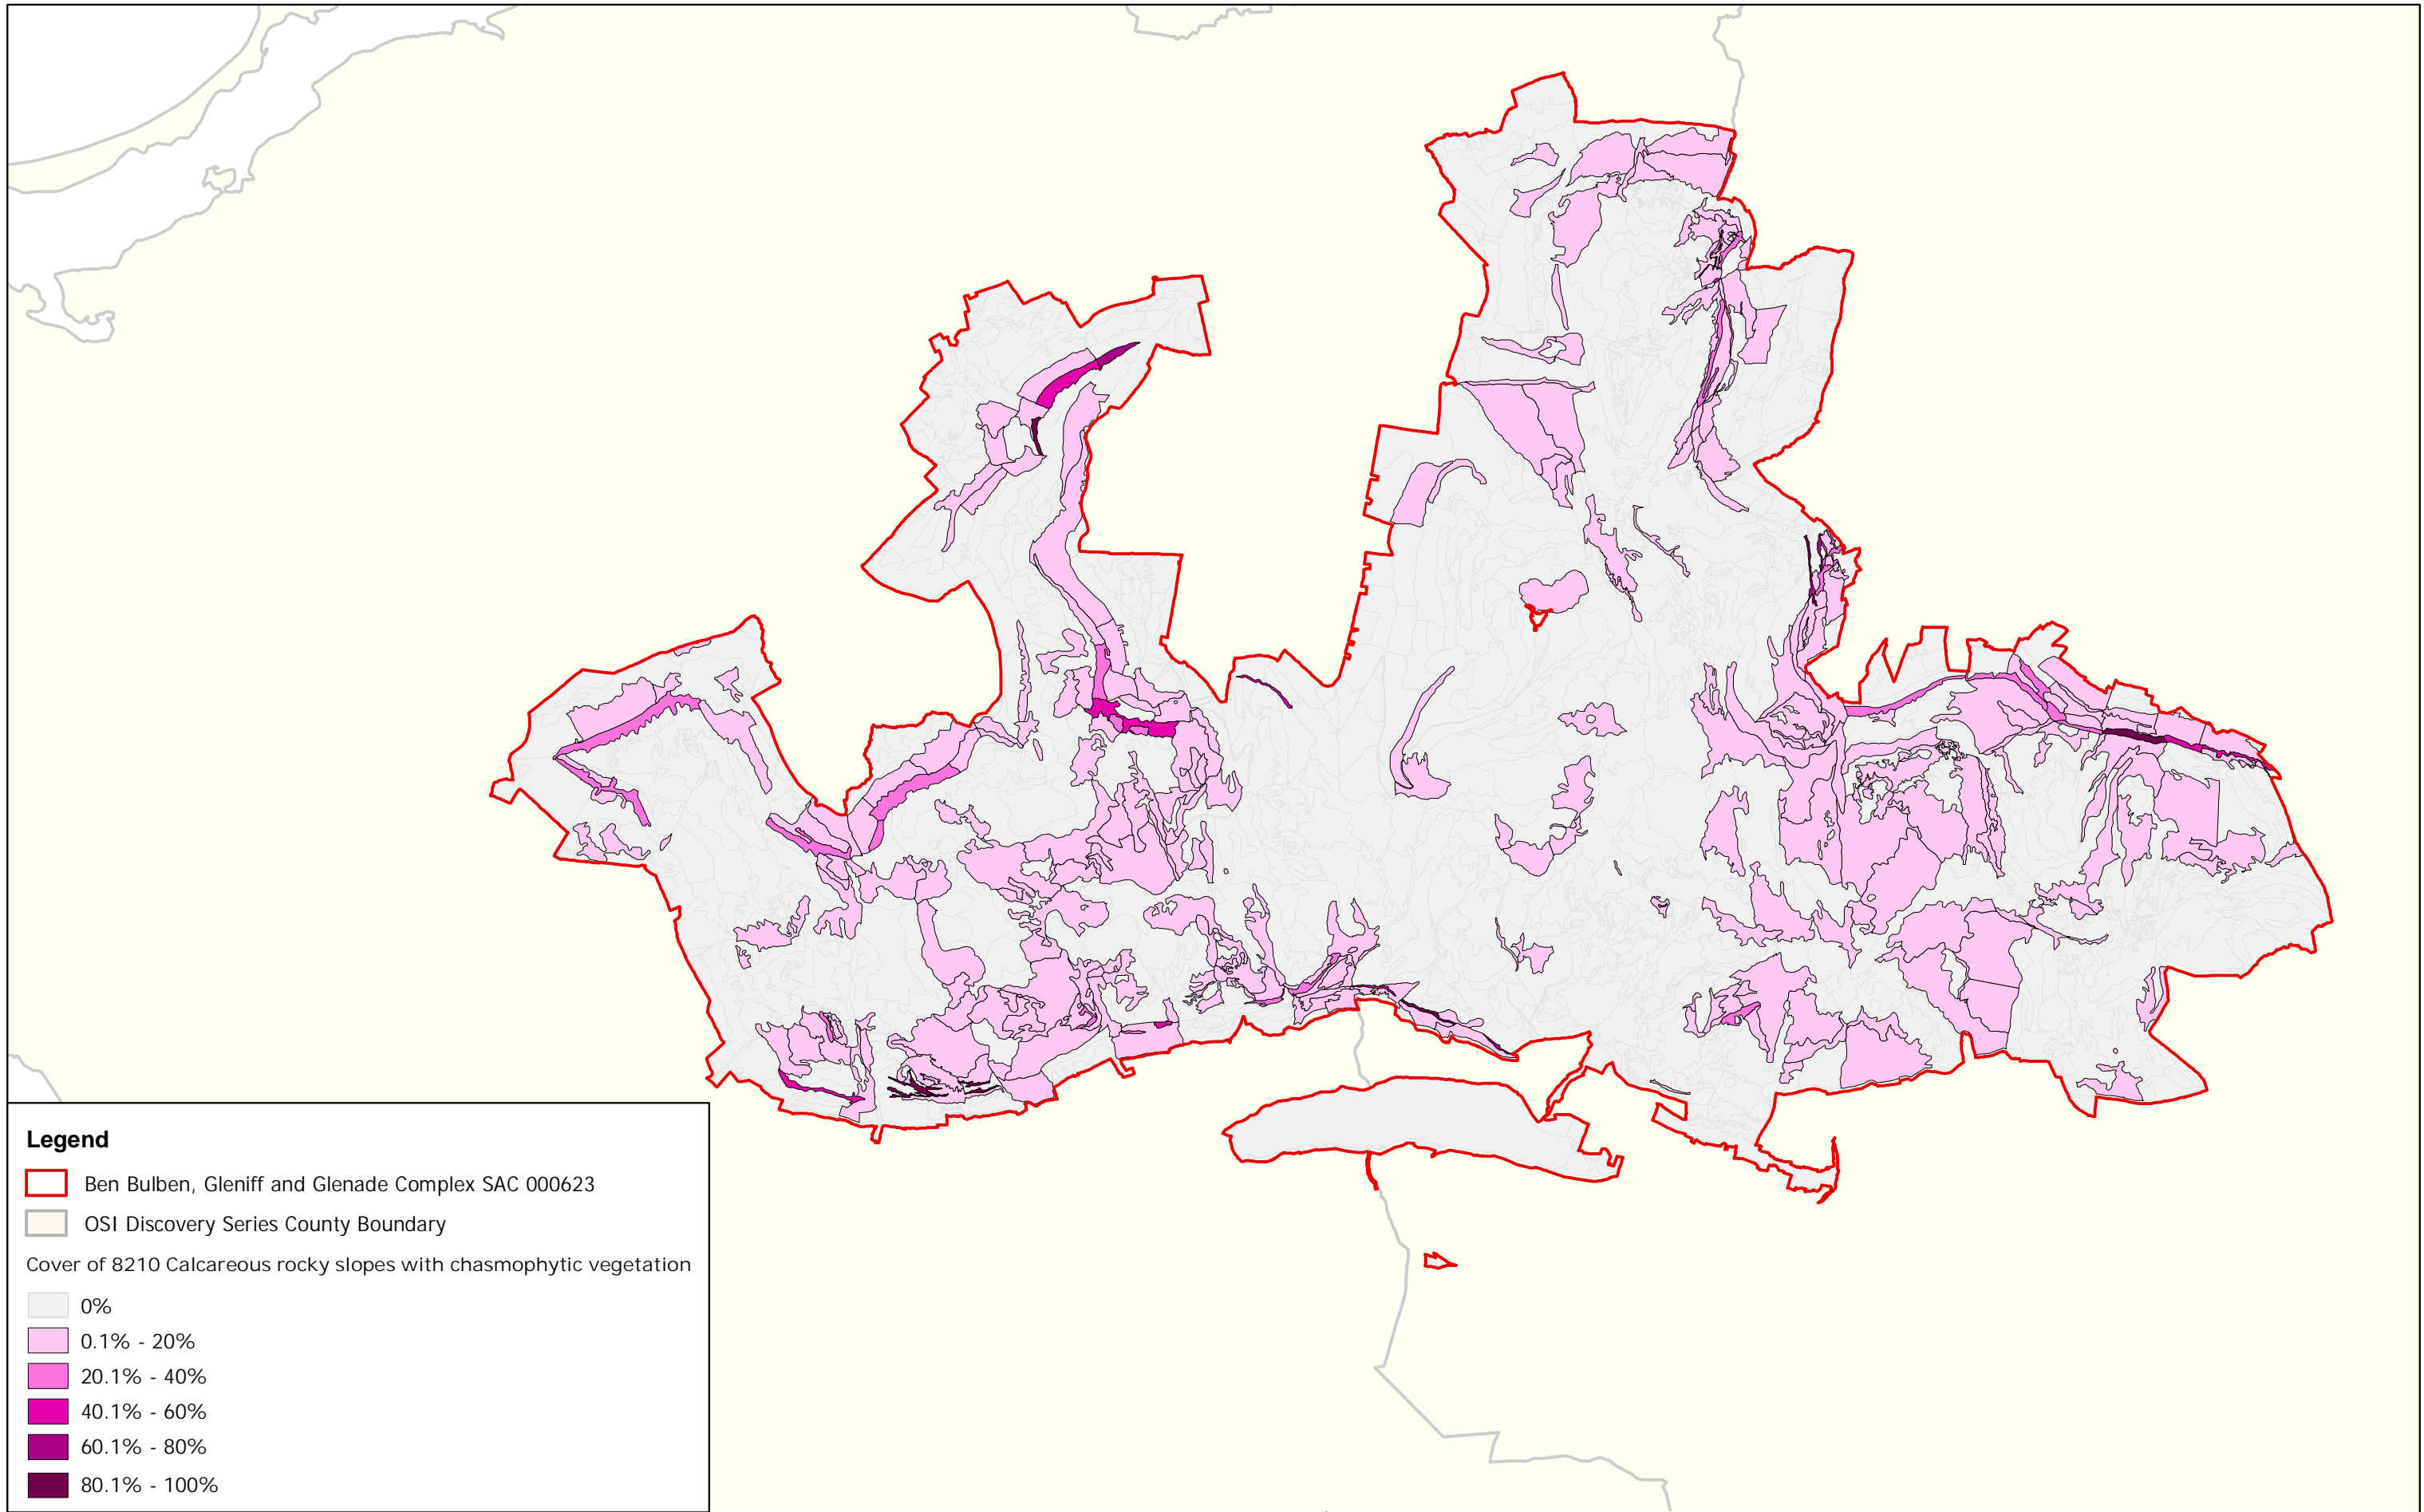 Legend
Ben Bulben, Gleniff and Glenade Complex SAC 000623
OSI Discovery Series County Boundary
Cover of 8210 Calcareous rocky slopes with chasmophytic vegetation
0%
0.1% - 20%
20.1% - 40%
40.1% - 60%
60.1% - 80%
80.1% - 100%